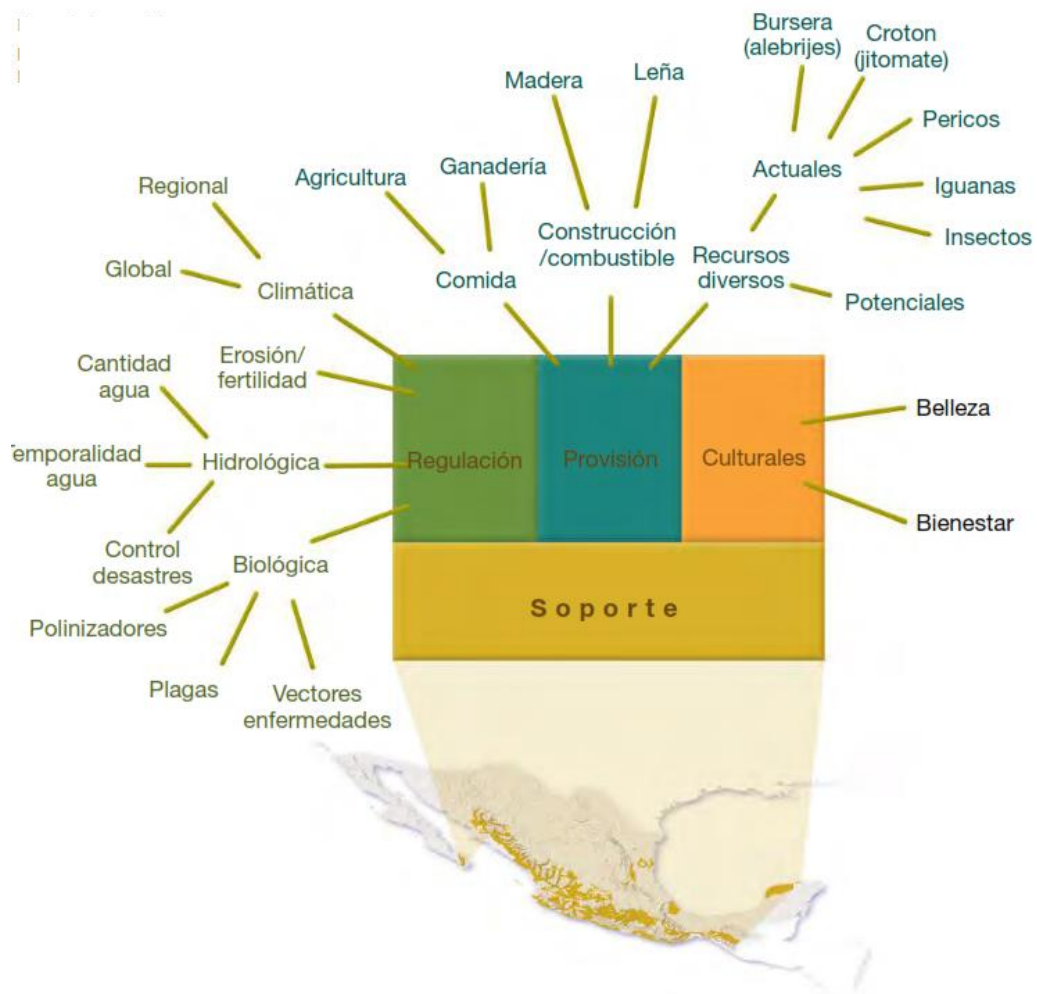 Bursera
(alebrijes)
Croton
(jitomate)
Madera
Leña
Pericos
Agricultura
Ganadería
Actuales
Regional
Iguanas
Construcción
/combustible
Insectos
Global
Climática
Comida
Recursos
diversos
Potenciales
Cantidad
agua
Erosión/
fertilidad
Belleza
emporalidad
agua
Hidrológica
Regulación
Provisión
Culturales
Bienestar
Control
desastres
Biológica
Soporte
Polinizadores
Plagas
Vectores
enfermedades